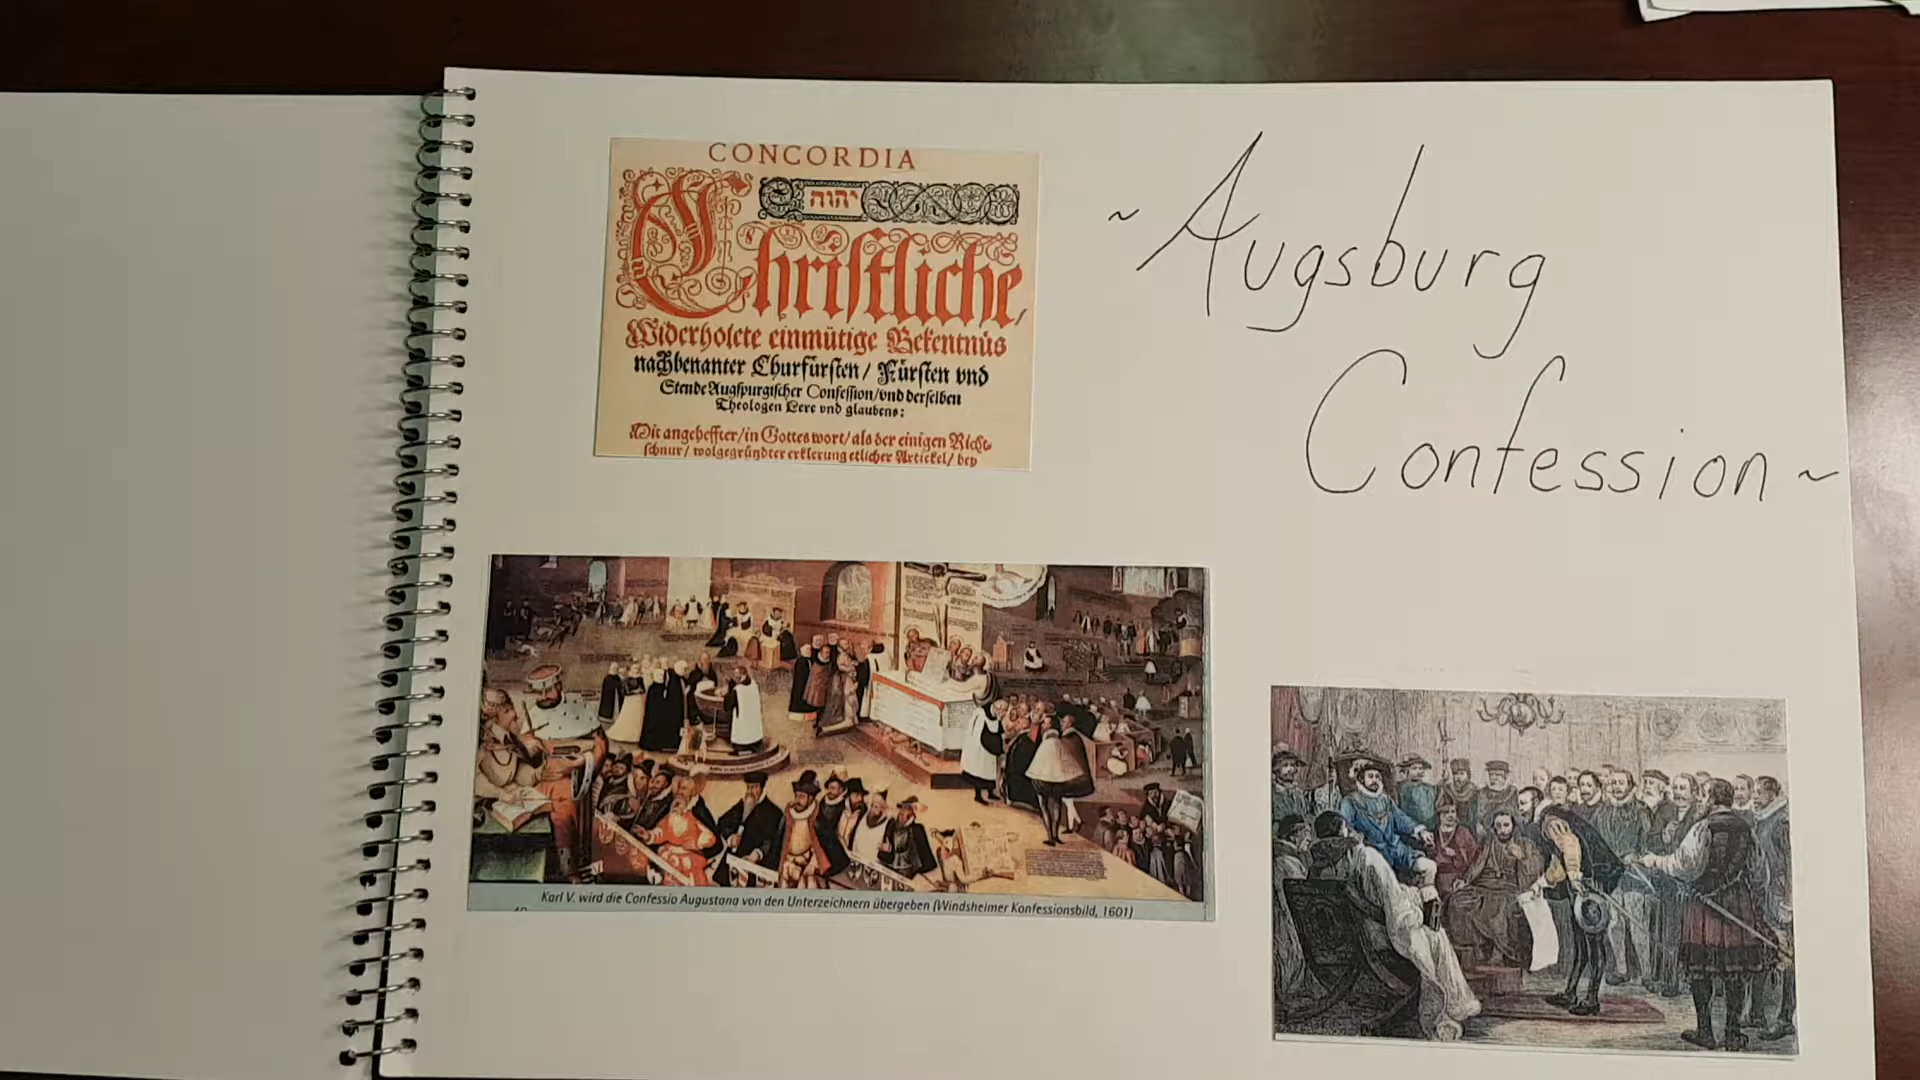 CONCORDIA
יהוה
Christliche,
Widerholete einmütige Bekentnüs
nachbenanter Churfürsten/ Fürsten vnd
Stende Augspurgischer Confession/vnd derselben
Theologen Lere vnd glaubens:
Mit angeheffter/in Gottes wort/als der einigen Richt-
schnur/ wolgegründter erklerung etlicher Artickel/ bey
~ Augsburg
Confession ~
Karl V. wird die Confessio Augustana von den Unterzeichnern übergeben (Windsheimer Konfessionsbild, 1601)